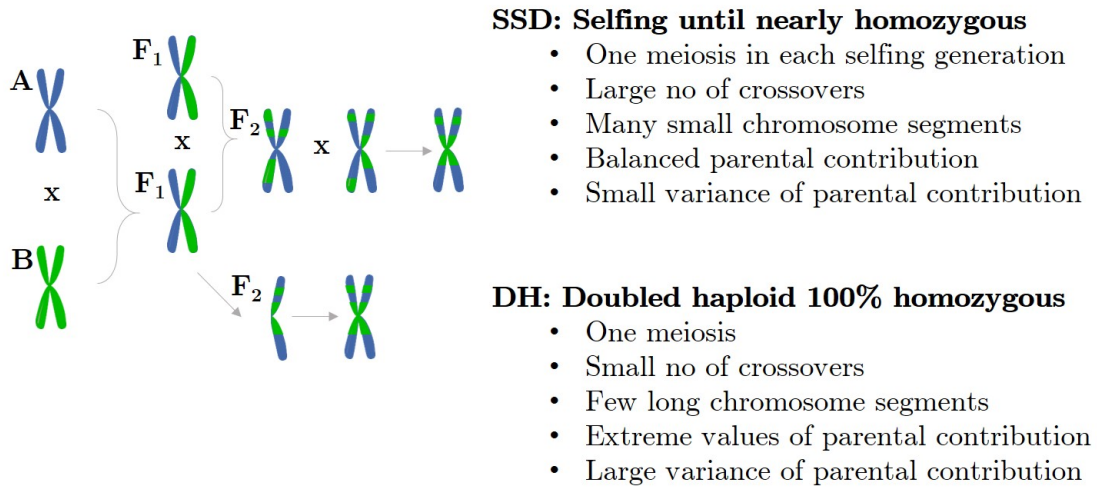 A
x
B
F1
x
F1
F2
x
F2
SSD: Selfing until nearly homozygous
• One meiosis in each selfing generation
• Large no of crossovers
• Many small chromosome segments
• Balanced parental contribution
• Small variance of parental contribution
DH: Doubled haploid 100% homozygous
• One meiosis
• Small no of crossovers
• Few long chromosome segments
• Extreme values of parental contribution
• Large variance of parental contribution